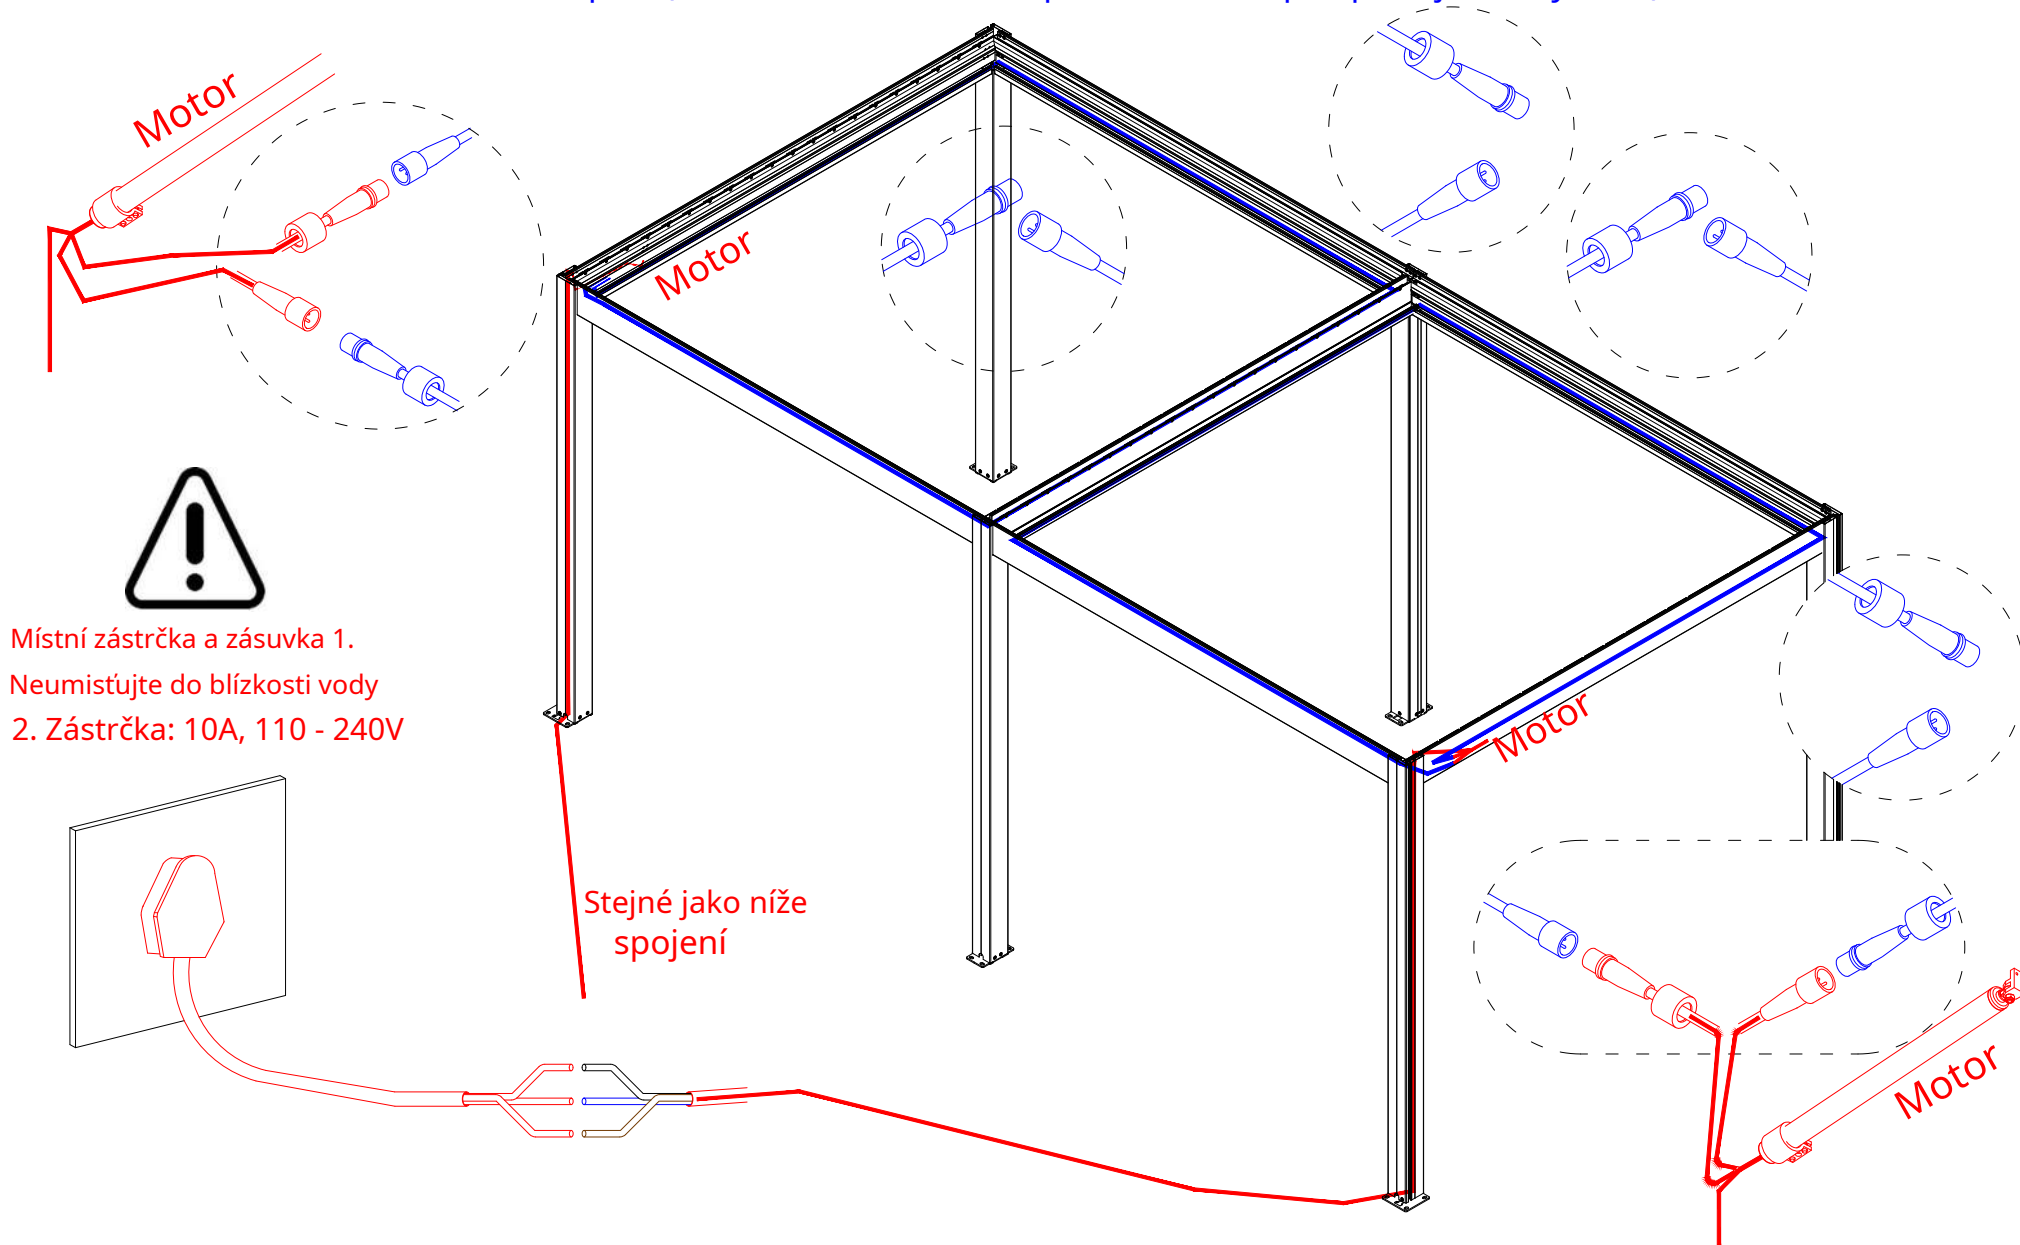 Motor
Motor
Místní zástrčka a zásuvka 1.
Neumisťujte do blízkosti vody
2. Zástrčka: 10A, 110 - 240V
Motor
Stejné jako níže
spojení
Motor